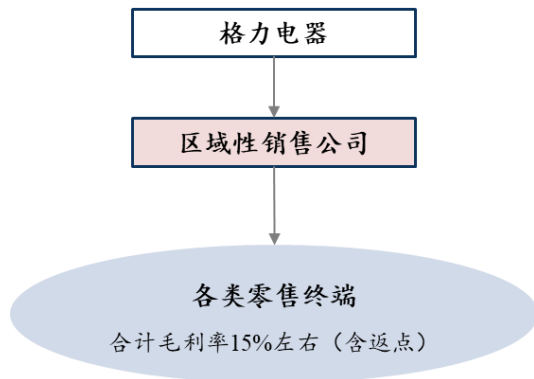 格力电器
区域性销售公司
各类零售终端
合计毛利率15%左右（含返点）